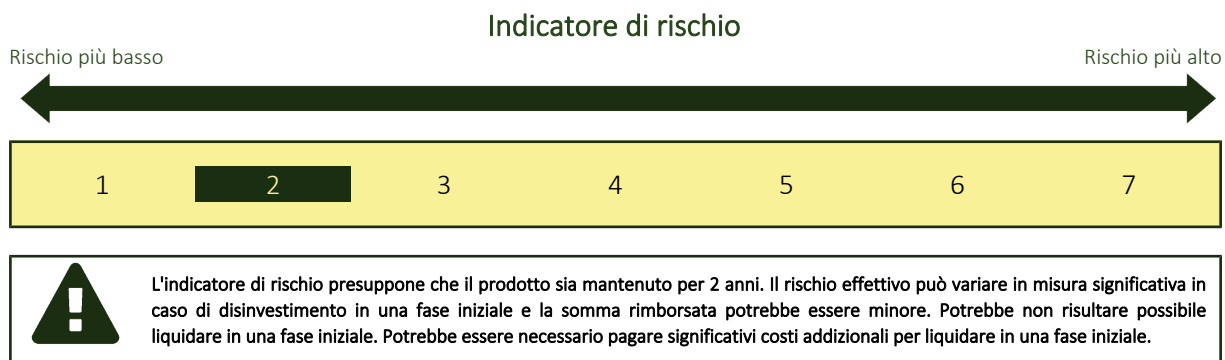 Indicatore di rischio
Rischio più basso
Rischio più alto
1 2 3 4 5 6 7
L'indicatore di rischio presuppone che il prodotto sia mantenuto per 2 anni. Il rischio effettivo può variare in misura significativa in
caso di disinvestimento in una fase iniziale e la somma rimborsata potrebbe essere minore. Potrebbe non risultare possibile
liquidare in una fase iniziale. Potrebbe essere necessario pagare significativi costi addizionali per liquidare in una fase iniziale.